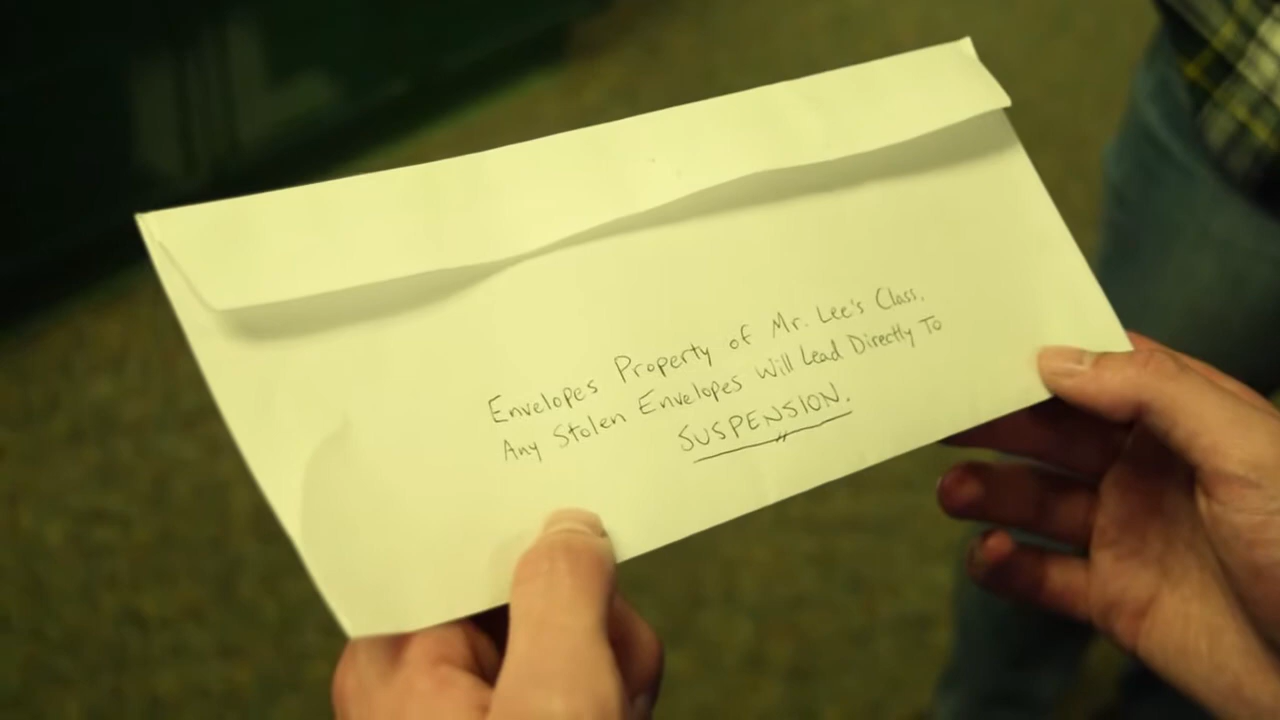 Envelopes Property of Mr. Lee's Class.
Any Stolen Envelopes Will Lead Directly To
SUSPENSION.